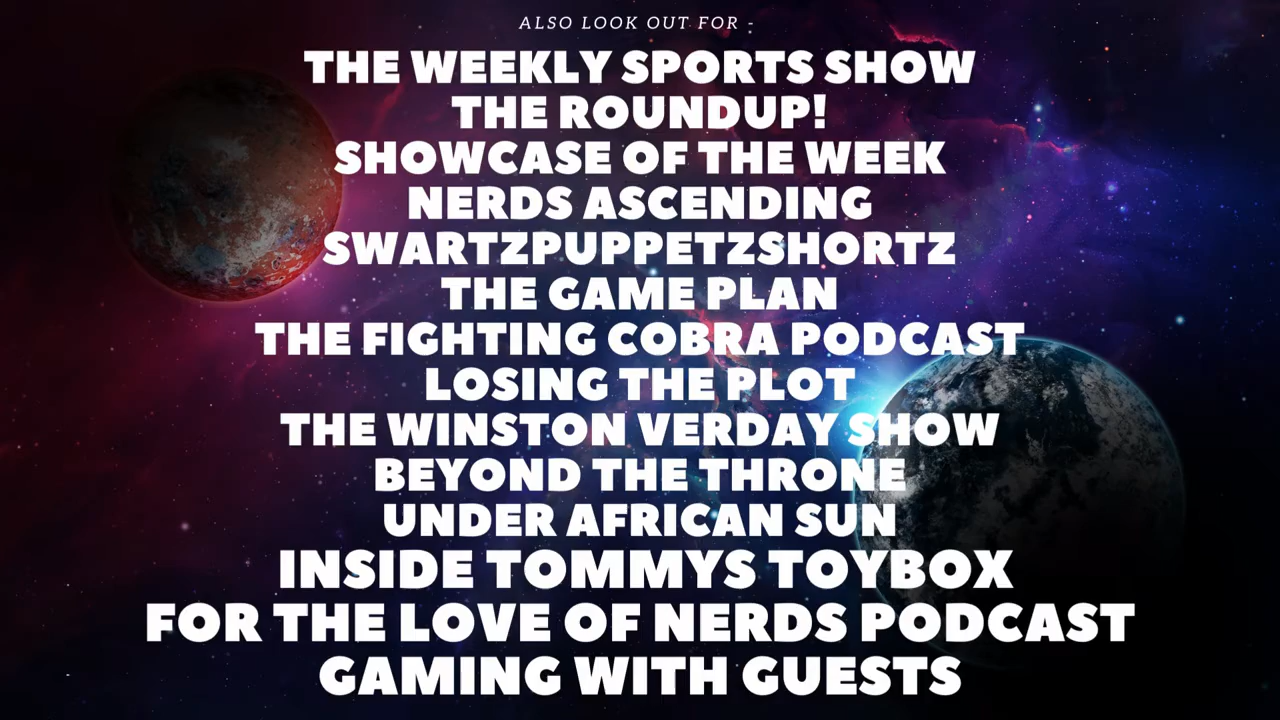 ALSO LOOK OUT FOR -
THE WEEKLY SPORTS SHOW
THE ROUNDUP!
SHOWCASE OF THE WEEK
NERDS ASCENDING
SWARTZPUPPETZSHORTZ
THE GAME PLAN
THE FIGHTING COBRA PODCAST
LOSING THE PLOT
THE WINSTON VERDAY SHOW
BEYOND THE THRONE
UNDER AFRICAN SUN
INSIDE TOMMYS TOYBOX
FOR THE LOVE OF NERDS PODCAST
GAMING WITH GUESTS